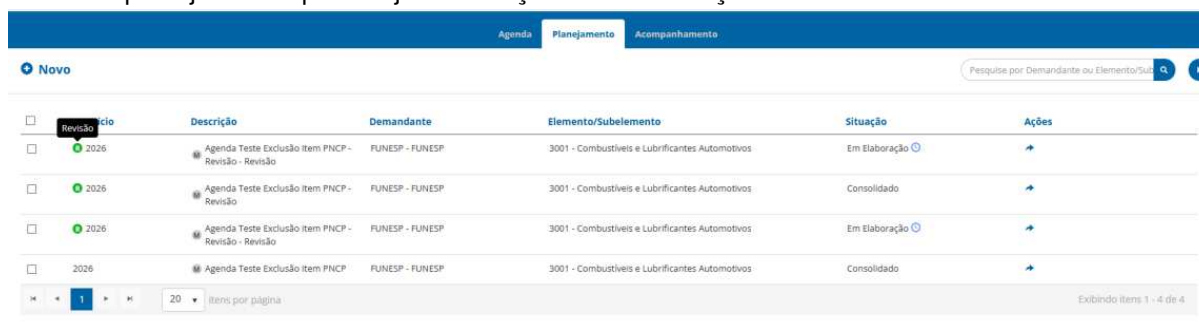 Agenda Planejamento Acompanhamento
Novo
Pesquise por Demandante ou Elemento/Sub
Revisão
Descrição Demandante Elemento/Subelemento Situação Ações
R 2026 M Agenda Teste Exclusão Item PNCP - FUNESP - FUNESP 3001 - Combustíveis e Lubrificantes Automotivos Em Elaboração
Revisão - Revisão
R 2026 M Agenda Teste Exclusão Item PNCP - FUNESP - FUNESP 3001 - Combustíveis e Lubrificantes Automotivos Consolidado
Revisão
R 2026 M Agenda Teste Exclusão Item PNCP - FUNESP - FUNESP 3001 - Combustíveis e Lubrificantes Automotivos Em Elaboração
Revisão - Revisão
2026 M Agenda Teste Exclusão Item PNCP FUNESP - FUNESP 3001 - Combustíveis e Lubrificantes Automotivos Consolidado
1 20 itens por página Exibindo itens 1 - 4 de 4